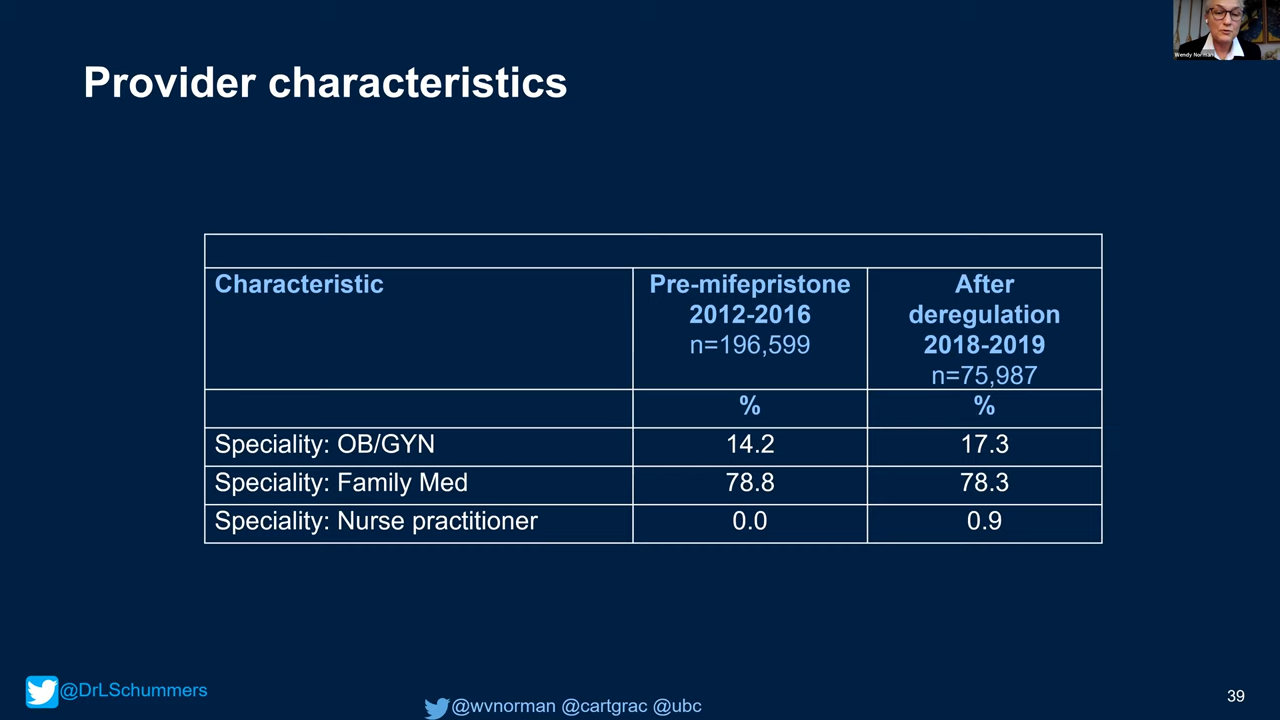 Wendy Norman
Provider characteristics
Characteristic
Pre-mifepristone
2012-2016
n=196,599
After
deregulation
2018-2019
n=75,987
%
%
Speciality: OB/GYN 14.2 17.3
Speciality: Family Med 78.8 78.3
Speciality: Nurse practitioner 0.0 0.9
@DrLSchummers
@wvnorman @cartgrac @ubc
39